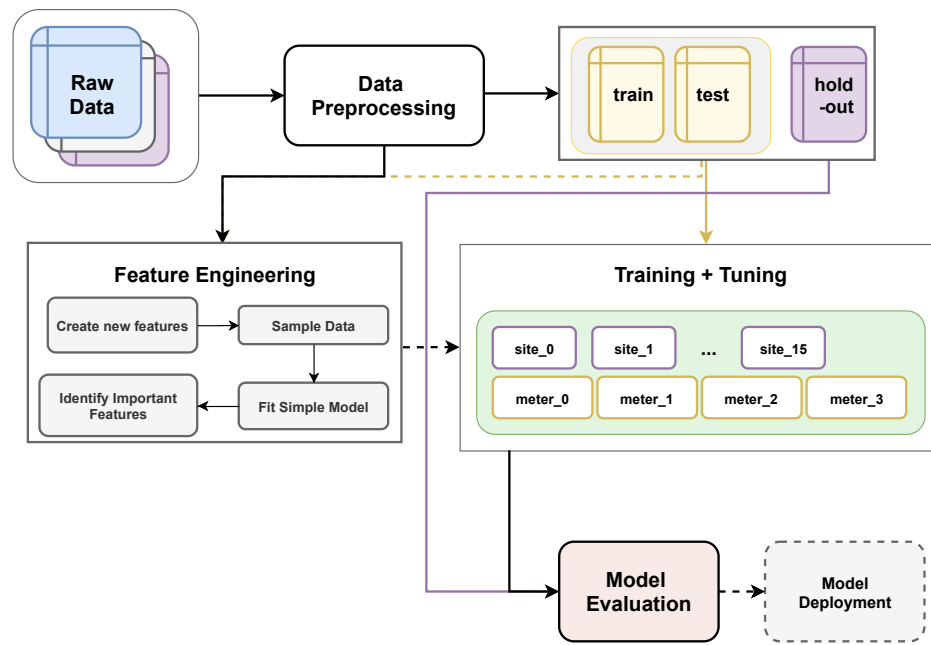 Raw
Data
Data
Preprocessing
train
test
hold
-out
Feature Engineering
Create new features
Sample Data
Identify Important
Features
Fit Simple Model
Training + Tuning
site_0
site_1
...
site_15
meter_0
meter_1
meter_2
meter_3
Model
Evaluation
Model
Deployment